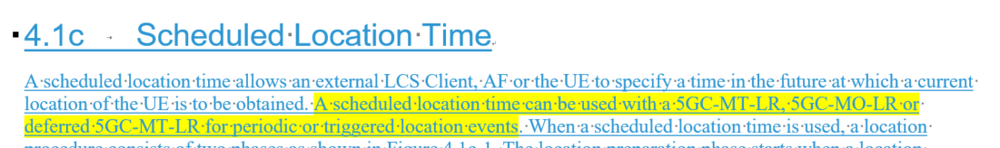 4.1c Scheduled Location Time
A scheduled location time allows an external LCS Client, AF or the UE to specify a time in the future at which a current
location of the UE is to be obtained. A scheduled location time can be used with a 5GC-MT-LR, 5GC-MO-LR or
deferred 5GC-MT-LR for periodic or triggered location events. When a scheduled location time is used, a location
procedure consists of two phases as shown in Figure 4.1c-1. The location preparation phase starts when a location